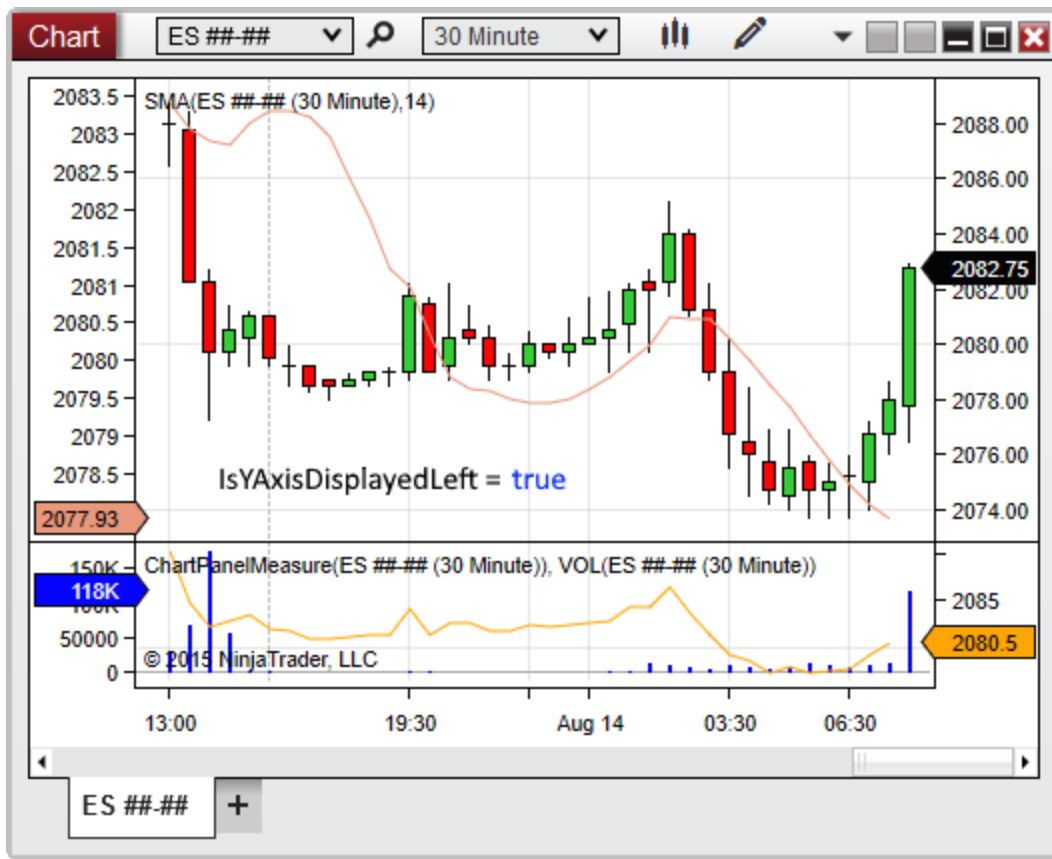 Chart ES ##-## 30 Minute
SMA(ES ##-## (30 Minute),14)
2083.5
2083
2082.5
2082
2081.5
2081
2080.5
2080
2079.5
2079
2078.5
2077.93
2088.00
2086.00
2084.00
2082.75
2082.00
2080.00
2078.00
2076.00
2074.00
IsYAxisDisplayedLeft = true
ChartPanelMeasure(ES ##-## (30 Minute)), VOL(ES ##-## (30 Minute))
150K
118K
100K
50000
0
2085
2080.5
© 2015 NinjaTrader, LLC
13:00 19:30 Aug 14 03:30 06:30
ES ##-## +